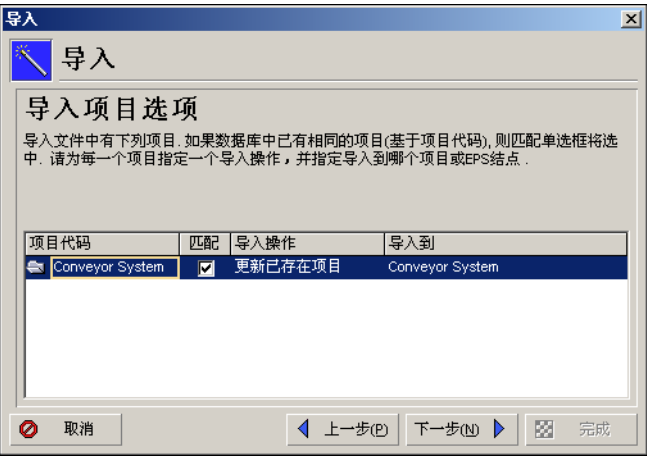 导入
导入
导入项目选项
导入文件中有下列项目. 如果数据库中已有相同的项目(基于项目代码), 则匹配单选框将选
中. 请为每一个项目指定一个导入操作，并指定导入到哪个项目或EPS结点 .
项目代码 匹配 导入操作 导入到
Conveyor System 更新已存在项目 Conveyor System
取消 上一步(P) 下一步(N) 完成